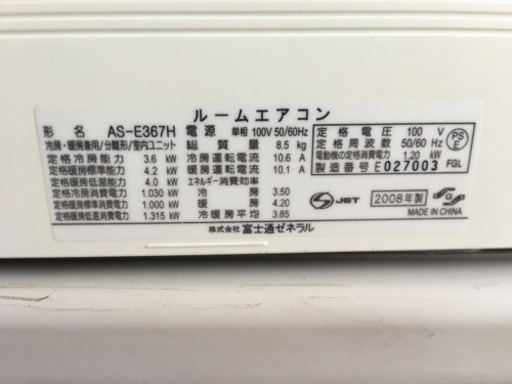 ルームエアコン
形名 AS-E367H 電源 単相 100V 50/60Hz
冷房・暖房兼用/分離形/室内ユニット
定格冷房能力 3.6 kW
定格暖房標準能力 4.2 kW
定格暖房低温能力 4.0 kW
定格冷房消費電力 1.030 kW
定格暖房標準消費電力 1.000 kW
定格暖房低温消費電力 1.315 kW
総質量 8.5 kg
冷房運転電流 10.6 A
暖房運転電流 10.1 A
エネルギー消費効率
冷房 3.50
暖房 4.20
冷暖房平均 3.85
定格電圧 100 V
定格周波数 50/60 Hz
電動機の定格消費電力 1.20 kW
製造番号 E027003
PSE
FGL
JET
2008年製
MADE IN CHINA
株式会社 富士通ゼネラル